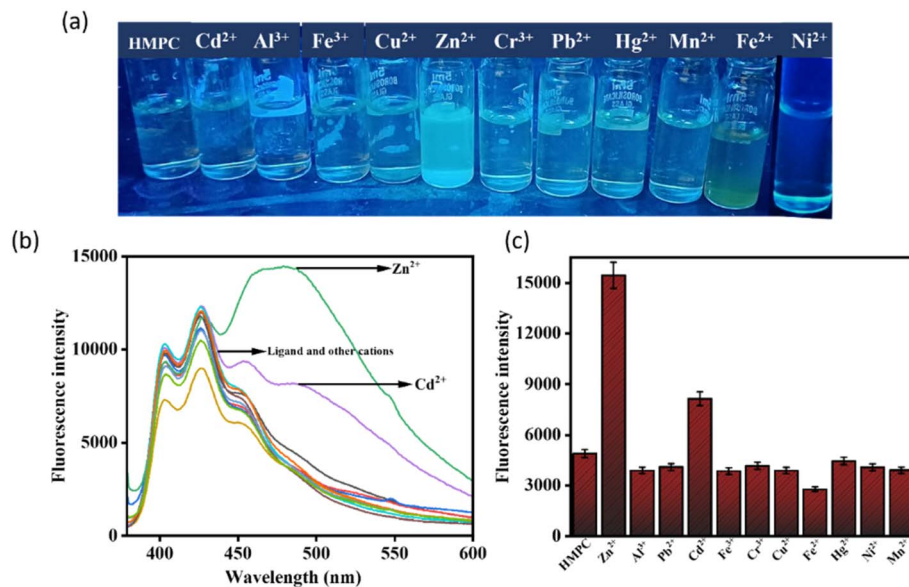 (a)
HMPC Cd²⁺ Al³⁺ Fe³⁺ Cu²⁺ Zn²⁺ Cr³⁺ Pb²⁺ Hg²⁺ Mn²⁺ Fe²⁺ Ni²⁺
(b)
15000
10000
5000
0
Fluorescence intensity
Zn²⁺
Ligand and other cations
Cd²⁺
400 450 500 550 600
Wavelength (nm)
(c)
15000
12000
9000
6000
3000
0
Fluorescence intensity
HMPC Zn²⁺ Al³⁺ Pb²⁺ Cd²⁺ Fe³⁺ Cr³⁺ Cu²⁺ Fe²⁺ Hg²⁺ Ni²⁺ Mn²⁺